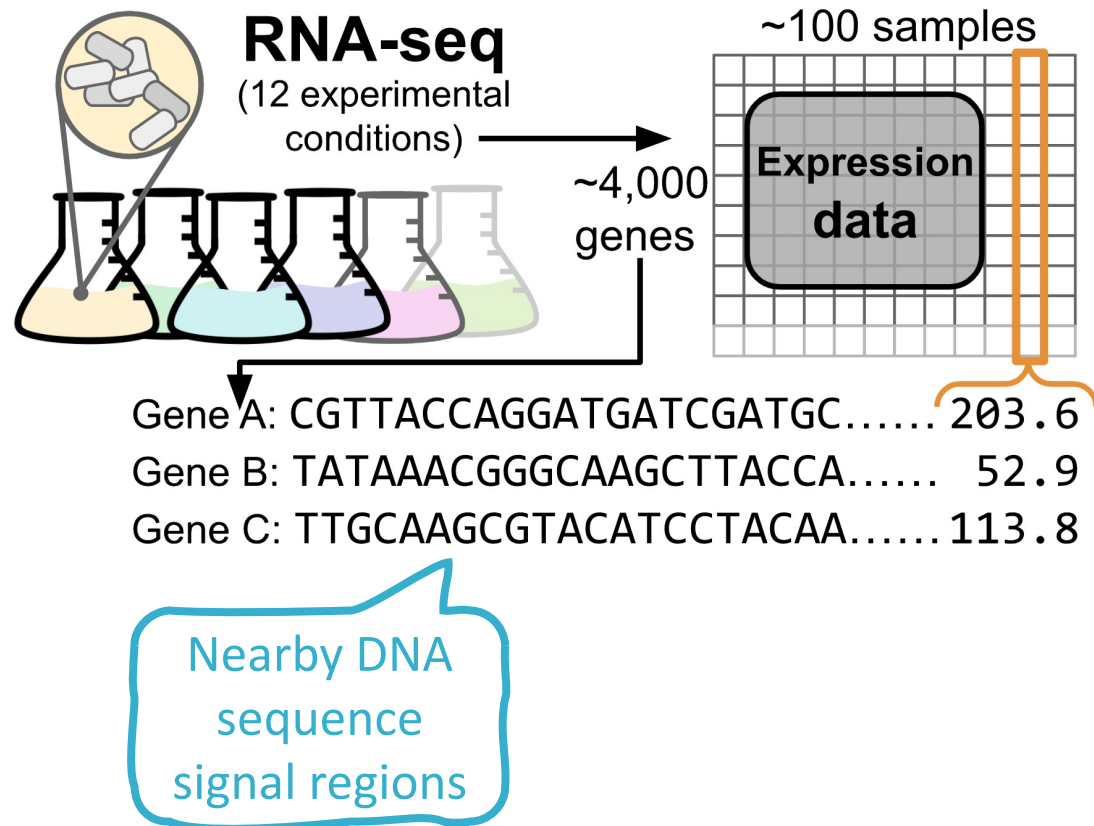 RNA-seq
(12 experimental
conditions)
~100 samples
~4,000
genes
Expression
data
Gene A: CGTTACCAGGATGATCGATGC...... 203.6
Gene B: TATAAACGGGCAAGCTTACCA...... 52.9
Gene C: TTGCAAGCGTACATCCTACAA...... 113.8
Nearby DNA
sequence
signal regions